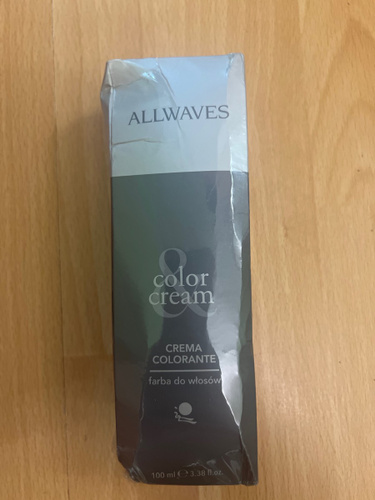 ALLWAVES
&
color
cream
CREMA
COLORANTE
farba do włosów
100 ml ℮ 3.38 fl. oz.